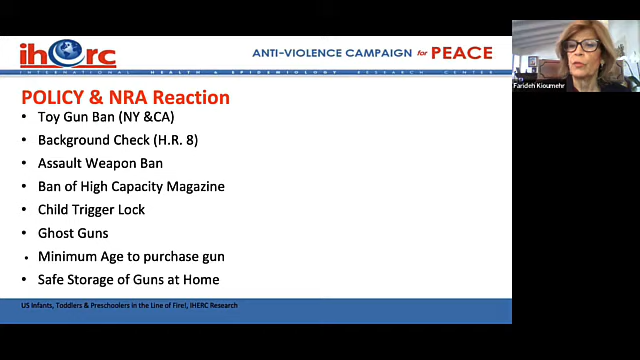 iherc
ANTI-VIOLENCE CAMPAIGN for PEACE
INTERNATIONAL HEALTH & EPIDEMIOLOGY RESEARCH CENTER
POLICY & NRA Reaction
• Toy Gun Ban (NY &CA)
• Background Check (H.R. 8)
• Assault Weapon Ban
• Ban of High Capacity Magazine
• Child Trigger Lock
• Ghost Guns
• Minimum Age to purchase gun
• Safe Storage of Guns at Home
US Infants, Toddlers & Preschoolers in the Line of Fire!, IHERC Research
Farideh Kioumehr